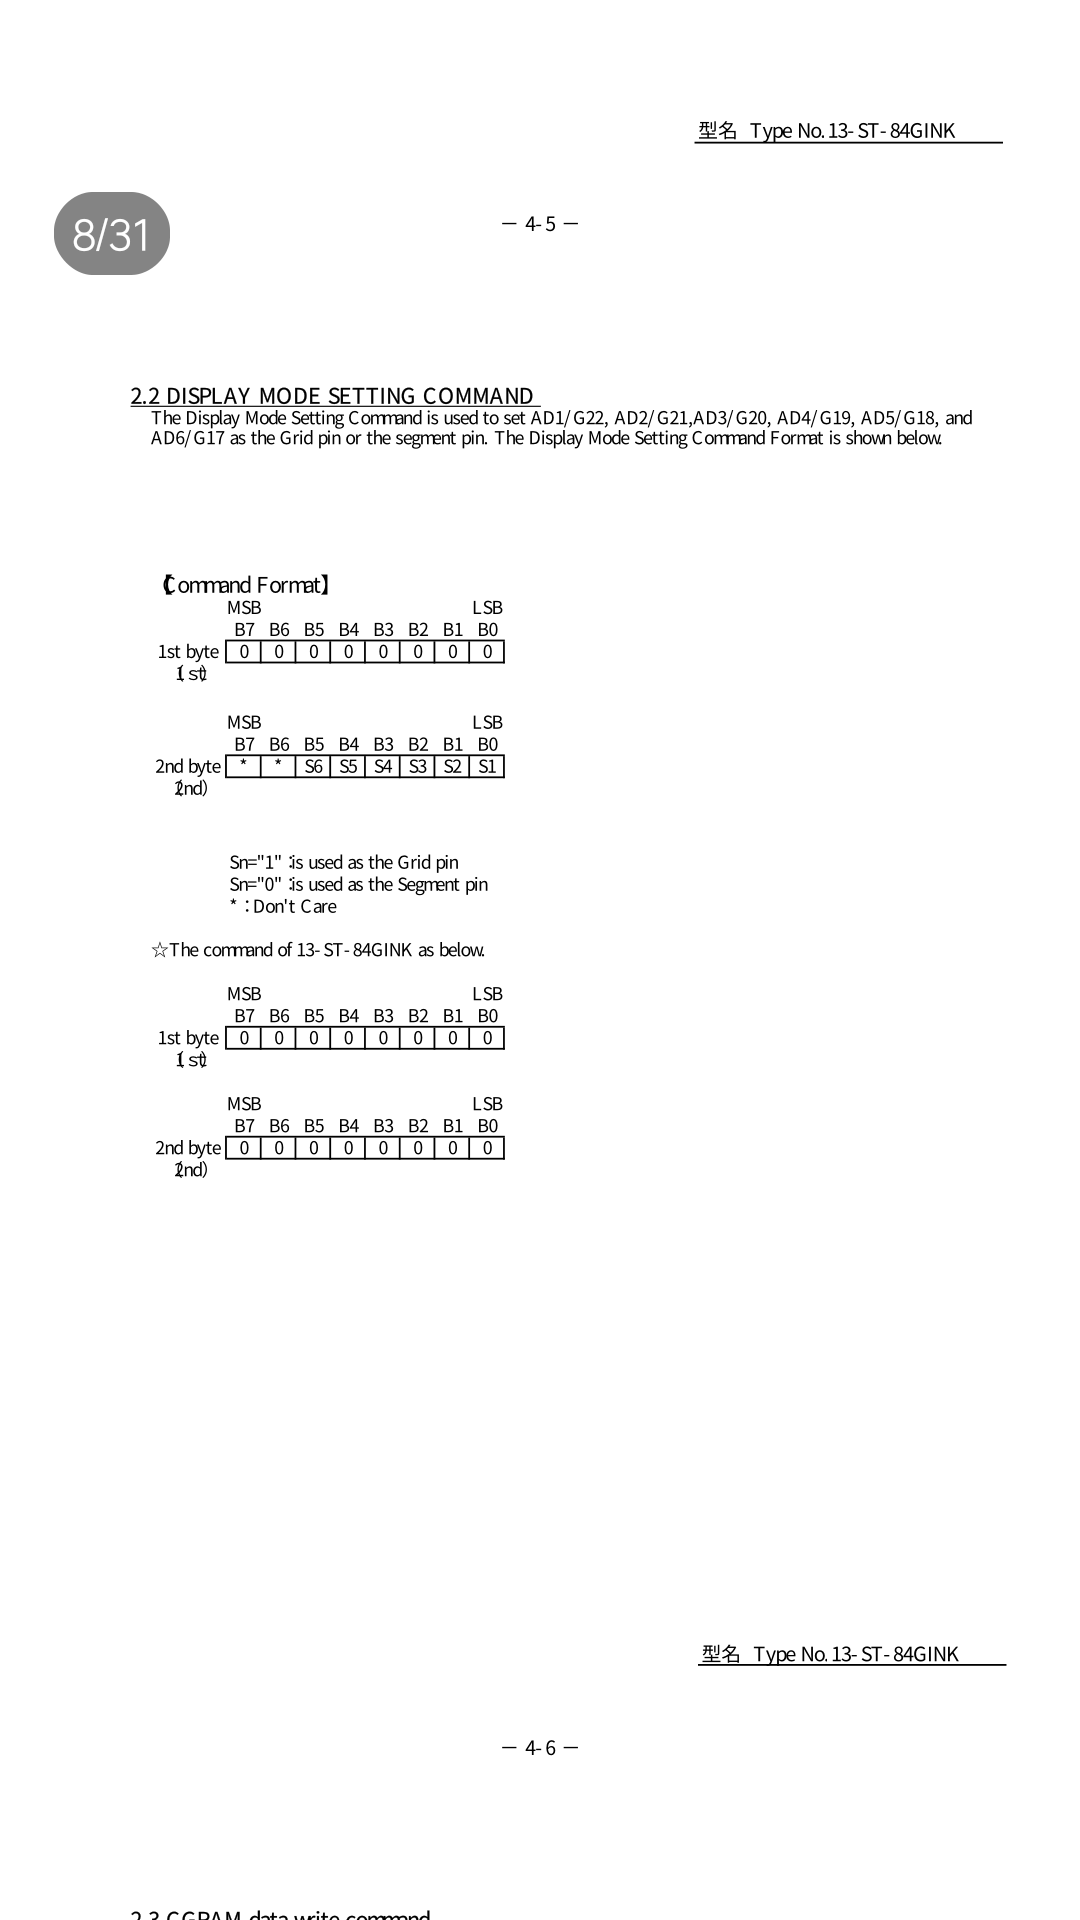 型名 Type No.13-ST-84GINK
8/31
— 4-5 —
2.2 DISPLAY MODE SETTING COMMAND
The Display Mode Setting Command is used to set AD1/G22, AD2/G21,AD3/G20, AD4/G19, AD5/G18, and
AD6/G17 as the Grid pin or the segment pin. The Display Mode Setting Command Format is shown below.
【Command Format】
MSB LSB
B7 B6 B5 B4 B3 B2 B1 B0
1st byte 0 0 0 0 0 0 0 0
(1st)
MSB LSB
B7 B6 B5 B4 B3 B2 B1 B0
2nd byte * * S6 S5 S4 S3 S2 S1
(2nd)
Sn="1" :is used as the Grid pin
Sn="0" :is used as the Segment pin
* : Don't Care
☆The command of 13-ST-84GINK as below.
MSB LSB
B7 B6 B5 B4 B3 B2 B1 B0
1st byte 0 0 0 0 0 0 0 0
(1st)
MSB LSB
B7 B6 B5 B4 B3 B2 B1 B0
2nd byte 0 0 0 0 0 0 0 0
(2nd)
型名 Type No.13-ST-84GINK
— 4-6 —
2.3 CGRAM data write command